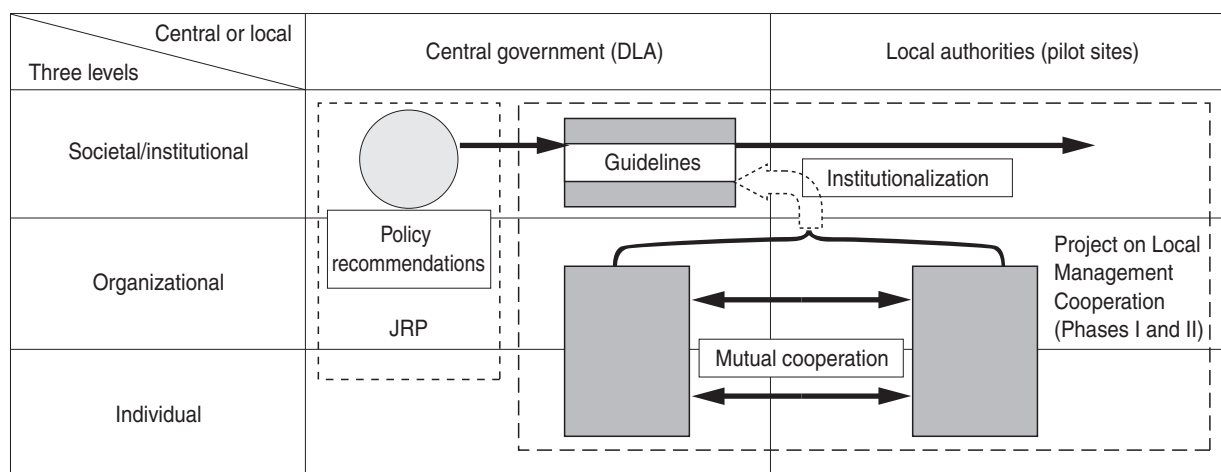 Central or local
Three levels
Central government (DLA)
Local authorities (pilot sites)
Societal/institutional
Guidelines
Institutionalization
Policy
recommendations
Organizational
JRP
Project on Local
Management
Cooperation
(Phases I and II)
Mutual cooperation
Individual